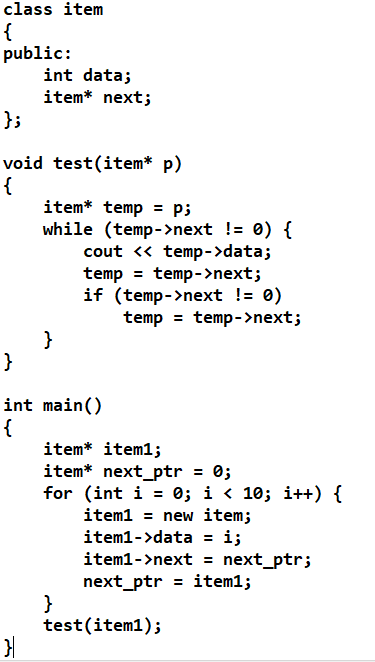 class item
{
public:
    int data;
    item* next;
};

void test(item* p)
{
    item* temp = p;
    while (temp->next != 0) {
        cout << temp->data;
        temp = temp->next;
        if (temp->next != 0)
            temp = temp->next;
    }
}

int main()
{
    item* item1;
    item* next_ptr = 0;
    for (int i = 0; i < 10; i++) {
        item1 = new item;
        item1->data = i;
        item1->next = next_ptr;
        next_ptr = item1;
    }
    test(item1);
}